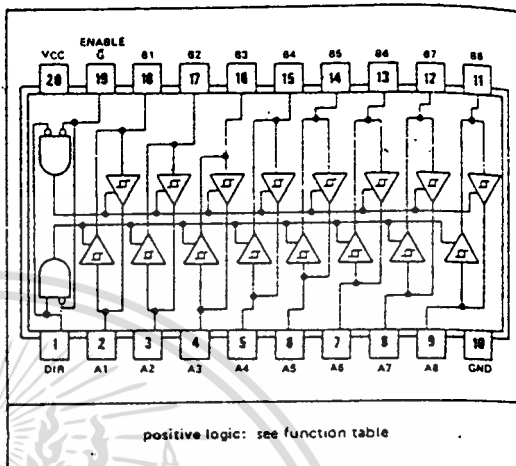 ENABLE
VCC G̅ B1 B2 B3 B4 B5 B6 B7 B8
20 19 18 17 16 15 14 13 12 11
1 2 3 4 5 6 7 8 9 10
DIR A1 A2 A3 A4 A5 A6 A7 A8 GND
positive logic: see function table